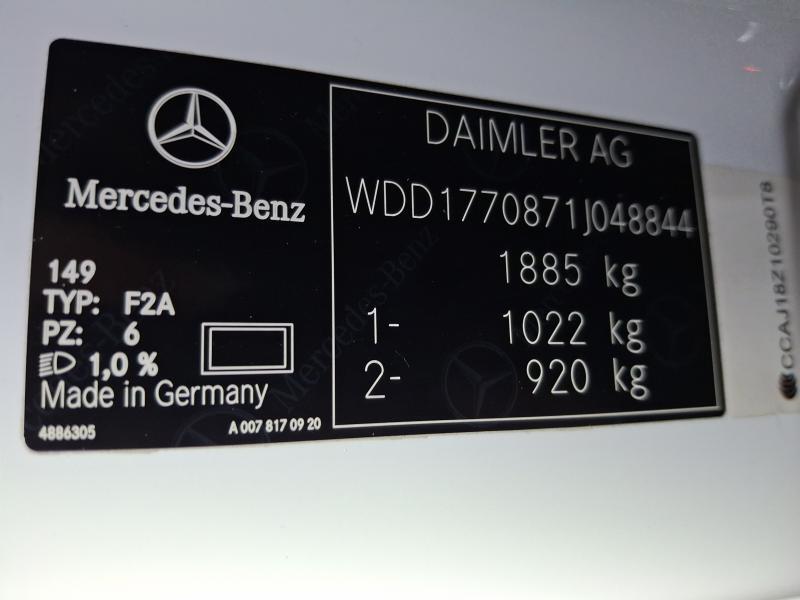 Mercedes-Benz
149
TYP: F2A
PZ: 6
1,0 %
Made in Germany
4886305
A 007 817 09 20
DAIMLER AG
WDD1770871J048844
1885 kg
1- 1022 kg
2- 920 kg
CCAJ18Z10290T8